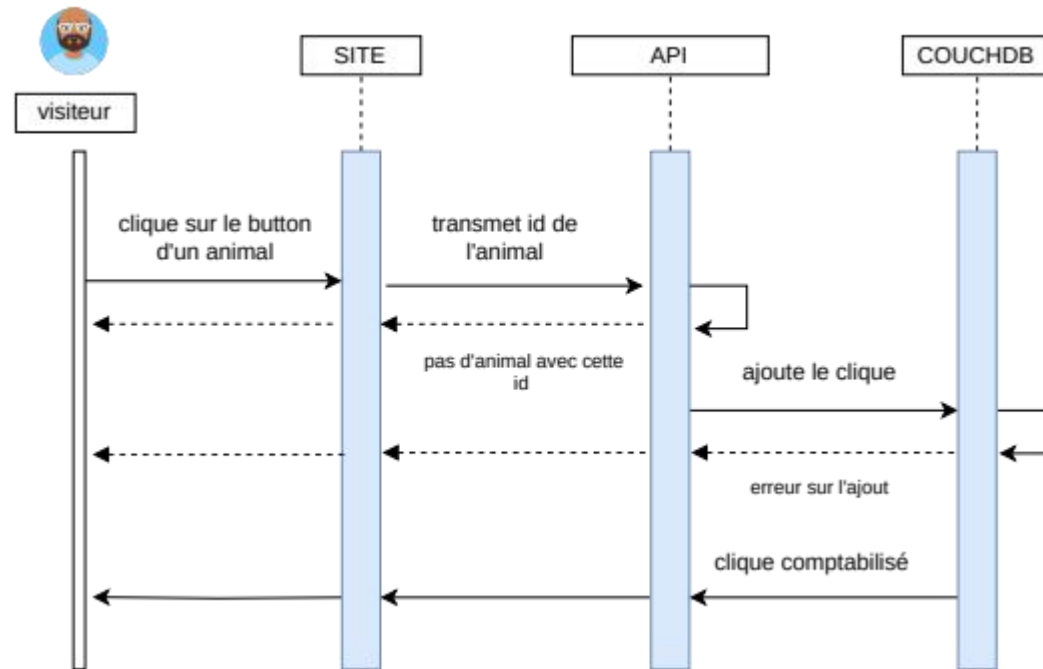 SITE
API
COUCHDB
visiteur
clique sur le button
d'un animal
transmet id de
l'animal
pas d'animal avec cette
id
ajoute le clique
erreur sur l'ajout
clique comptabilisé